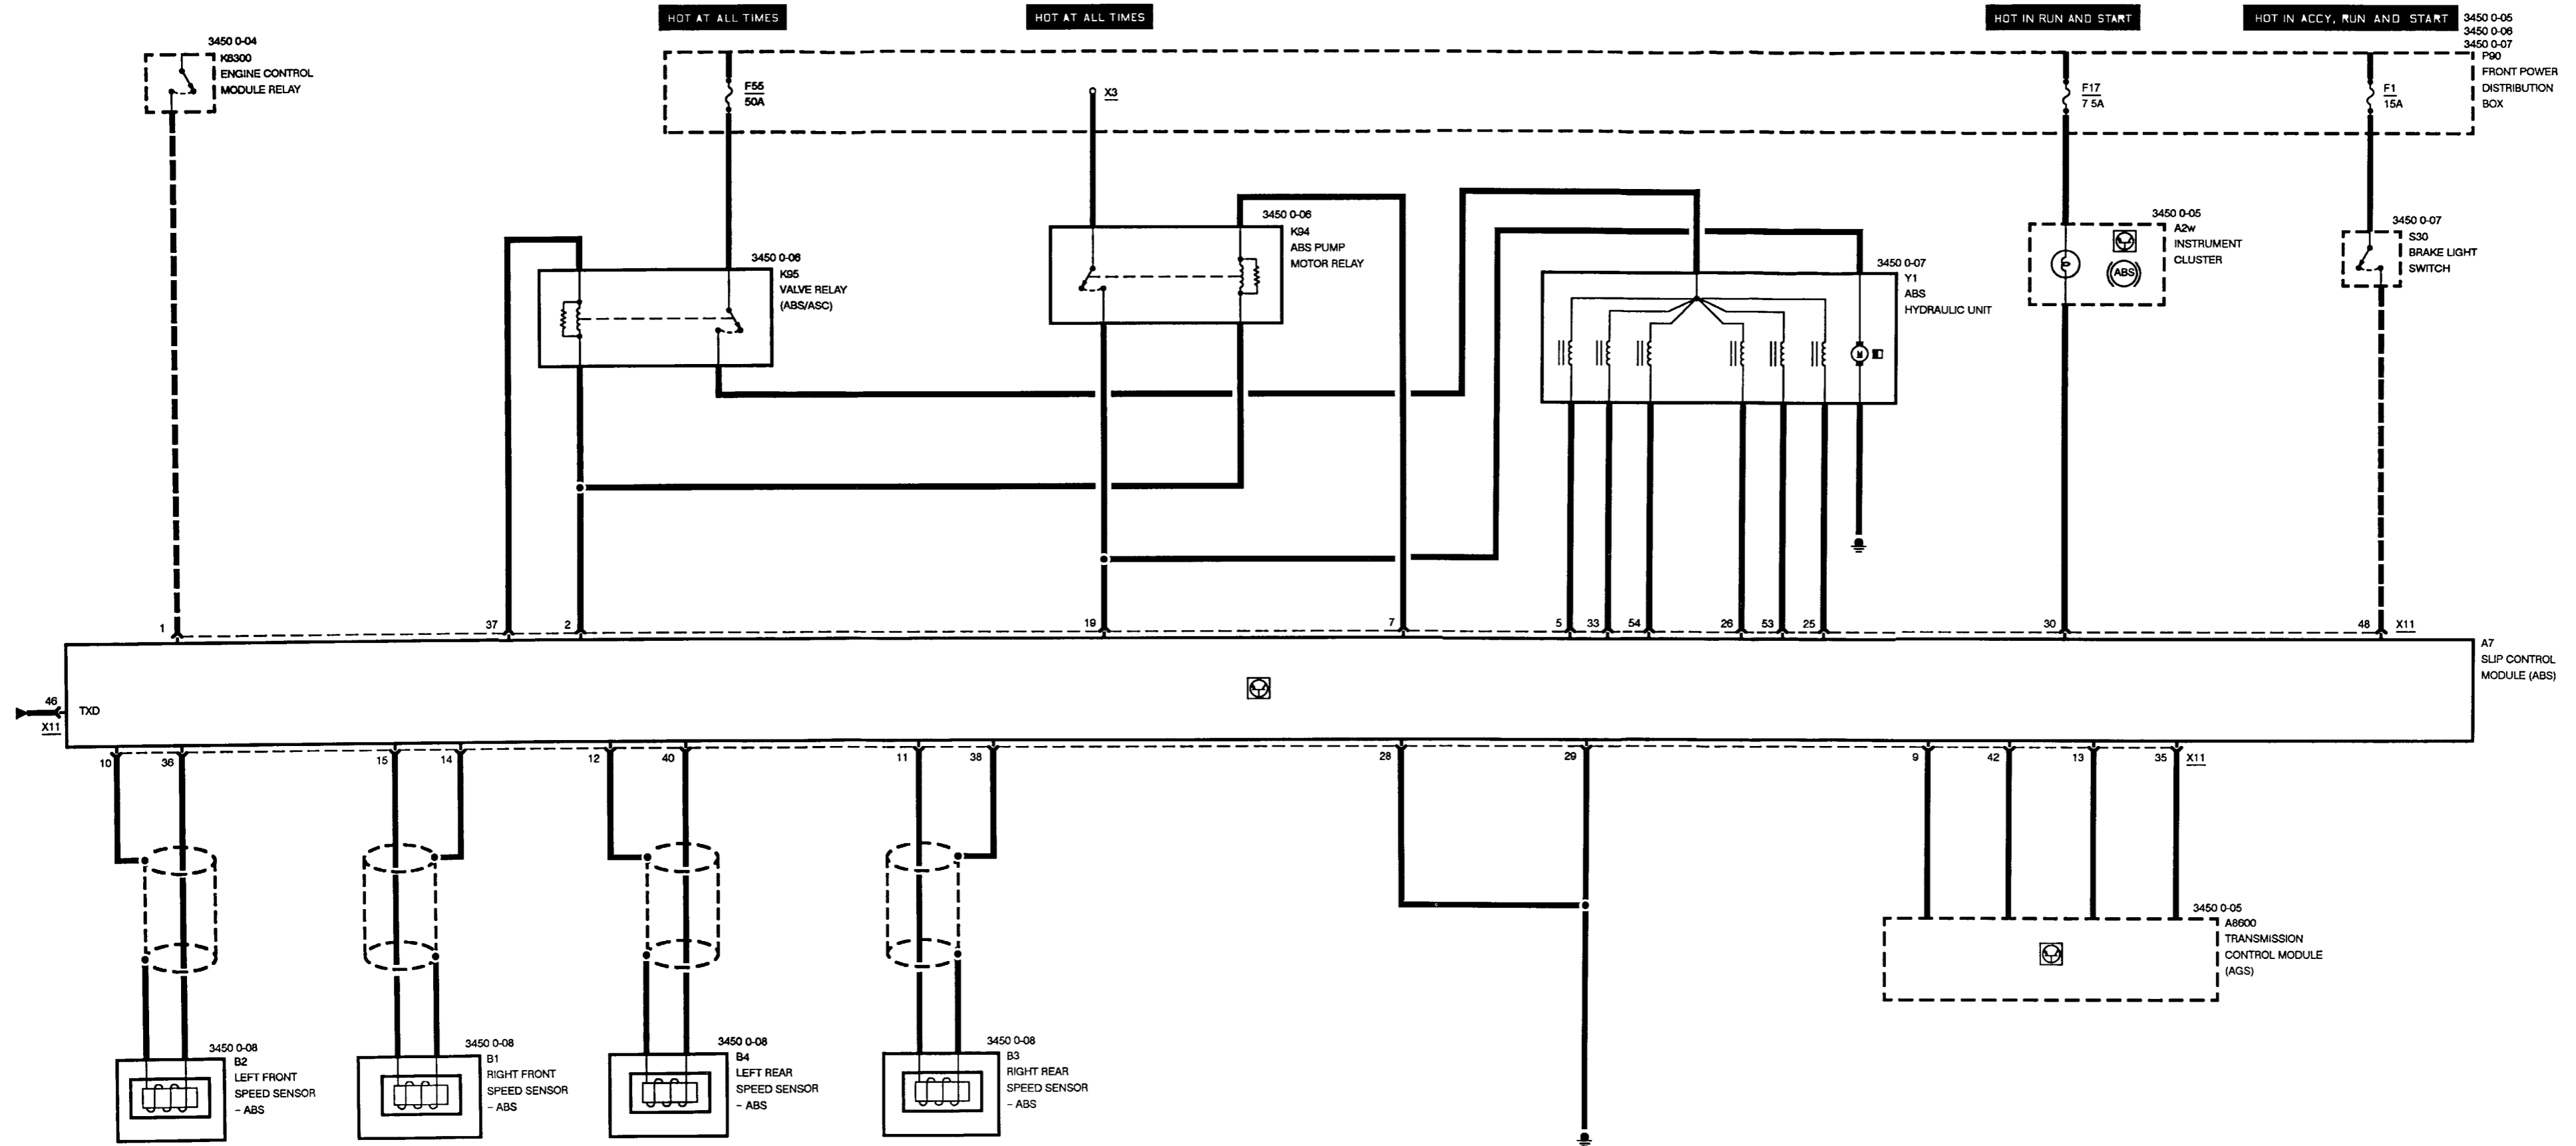 HOT AT ALL TIMES
HOT AT ALL TIMES
HOT IN RUN AND START
HOT IN ACCY, RUN AND START
3450 0-05
3450 0-06
3450 0-07
P90
FRONT POWER
DISTRIBUTION
BOX
3450 0-04
K6300
ENGINE CONTROL
MODULE RELAY
F55
50A
X3
F17
7 5A
F1
15A
3450 0-06
K95
VALVE RELAY
(ABS/ASC)
3450 0-06
K94
ABS PUMP
MOTOR RELAY
3450 0-07
Y1
ABS
HYDRAULIC UNIT
M
3450 0-05
A2w
INSTRUMENT
CLUSTER
ABS
3450 0-07
S30
BRAKE LIGHT
SWITCH
1
37
2
19
7
5
33
54
26
53
25
30
48
X11
A7
SLIP CONTROL
MODULE (ABS)
46
X11
TXD
10
36
15
14
12
40
11
38
28
29
9
42
13
35
X11
3450 0-05
A8600
TRANSMISSION
CONTROL MODULE
(AGS)
3450 0-08
B2
LEFT FRONT
SPEED SENSOR
– ABS
3450 0-08
B1
RIGHT FRONT
SPEED SENSOR
– ABS
3450 0-08
B4
LEFT REAR
SPEED SENSOR
– ABS
3450 0-08
B3
RIGHT REAR
SPEED SENSOR
– ABS